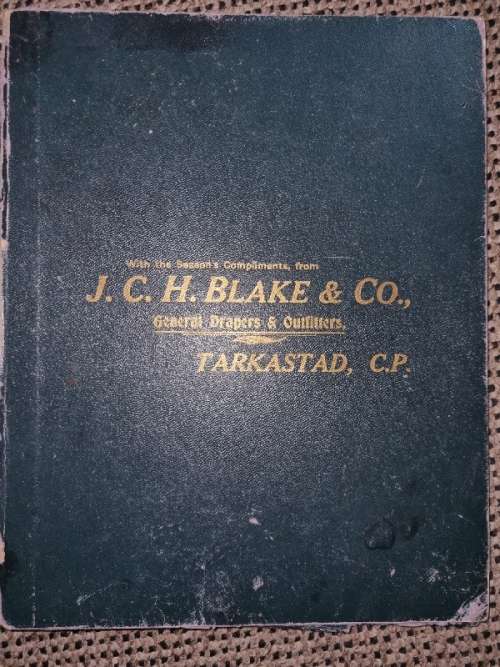 With the Season's Compliments, from
J. C. H. BLAKE & CO.,
General Drapers & Outfitters.
TARKASTAD, C.P.